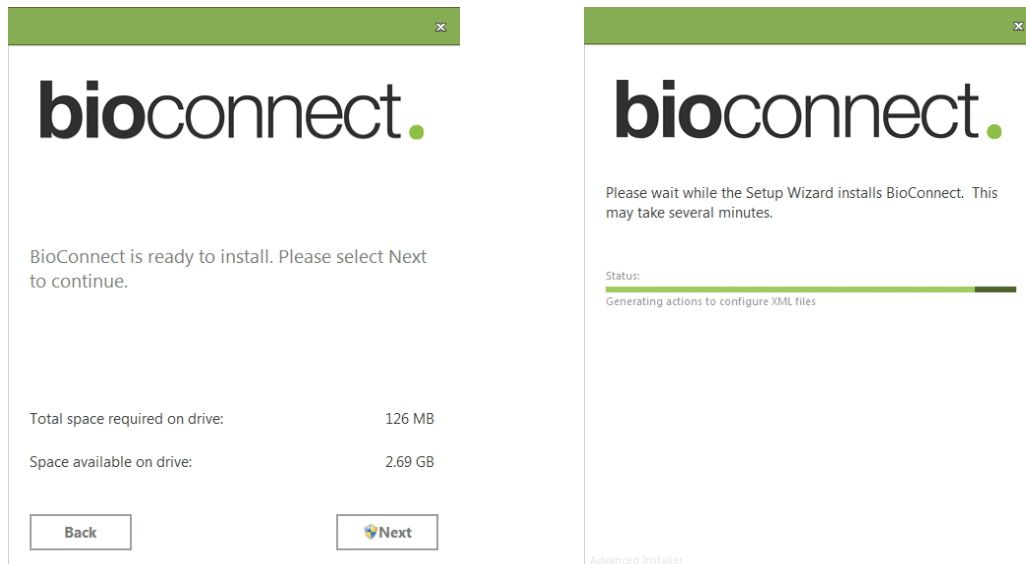 bioconnect.
BioConnect is ready to install. Please select Next
to continue.
Total space required on drive: 126 MB
Space available on drive: 2.69 GB
Back Next
bioconnect.
Please wait while the Setup Wizard installs BioConnect. This
may take several minutes.
Status:
Generating actions to configure XML files
Advanced Installer